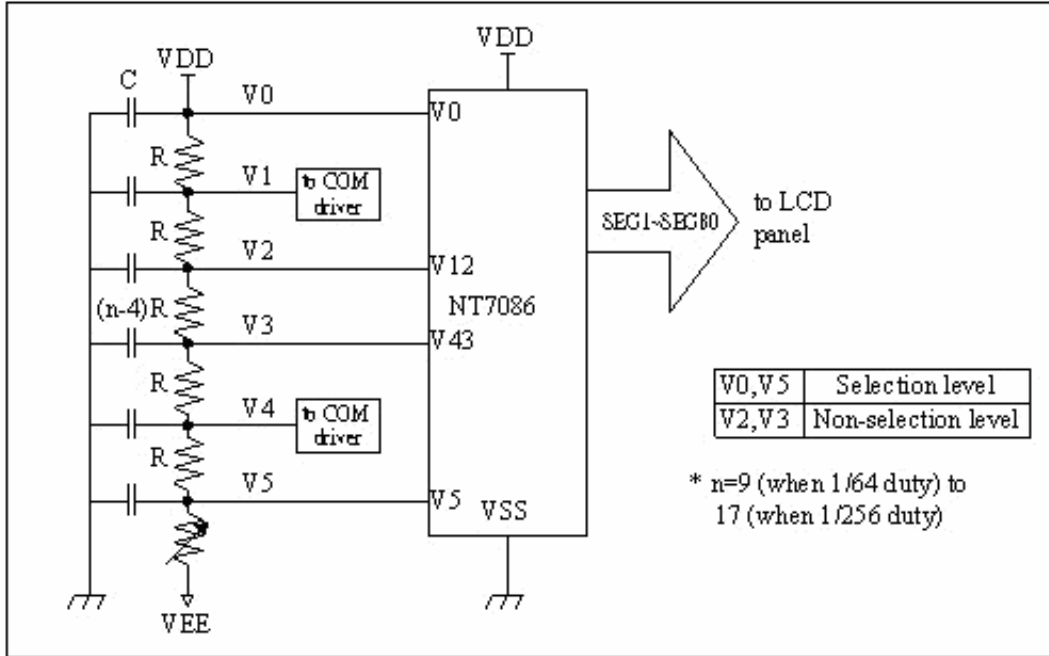 VDD
VDD
C
V0
V0
R
V1
to COM
driver
R
V2
V12
SEG1~SEG80
to LCD
panel
NT7086
(n-4)R
V3
V43
R
V4
to COM
driver
R
V5
V5
VSS
VEE
V0,V5 Selection level
V2,V3 Non-selection level
* n=9 (when 1/64 duty) to
17 (when 1/256 duty)